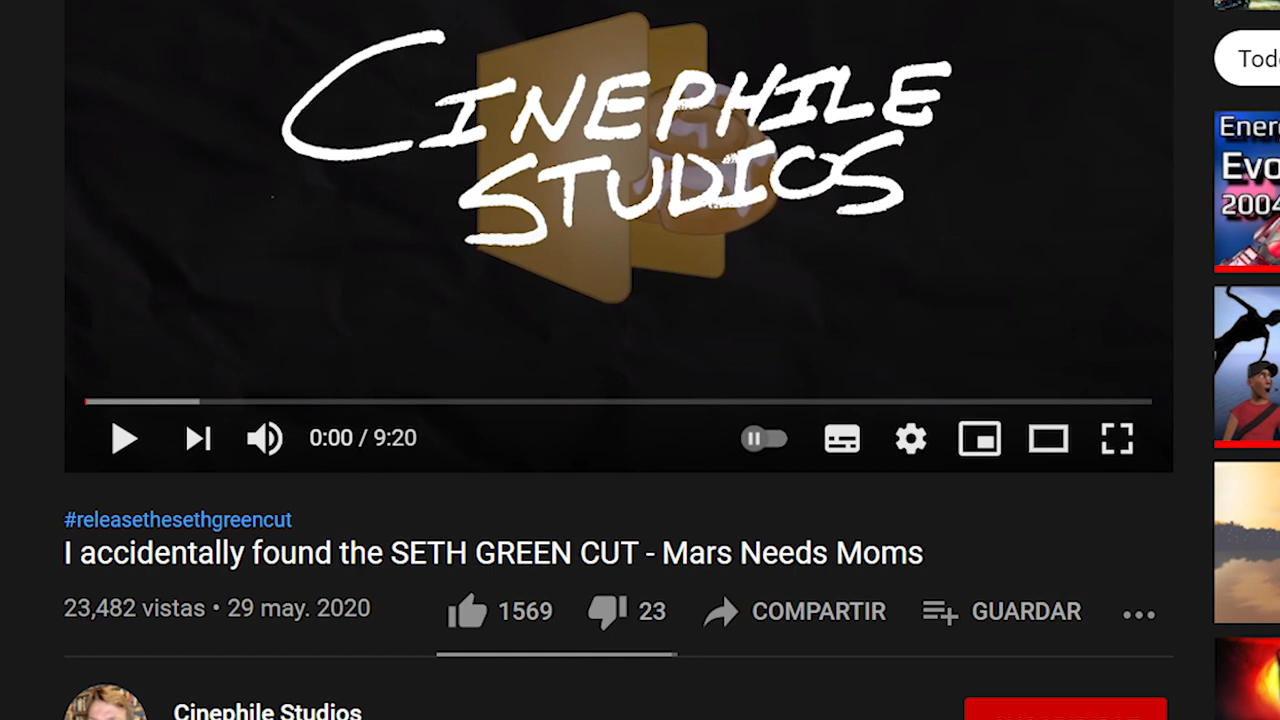 CINEPHILE
STUDIOS
Tod
Ener
Evo
2004
0:00 / 9:20
#releasethesethgreencut
I accidentally found the SETH GREEN CUT - Mars Needs Moms
23,482 vistas • 29 may. 2020
1569
23
COMPARTIR
GUARDAR
Cinephile Studios